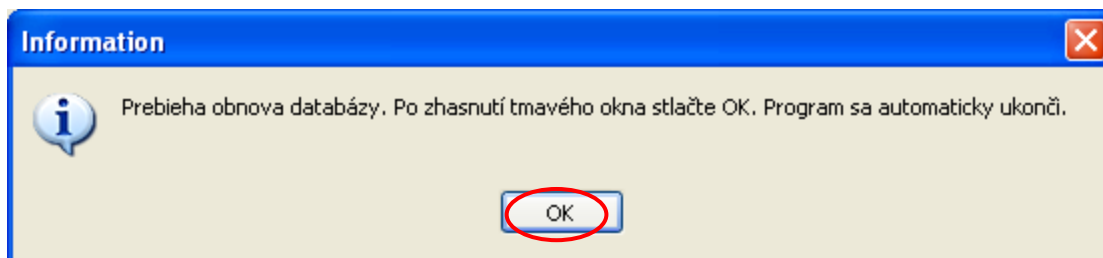 Information
Prebieha obnova databázy. Po zhasnutí tmavého okna stlačte OK. Program sa automaticky ukonči.
OK